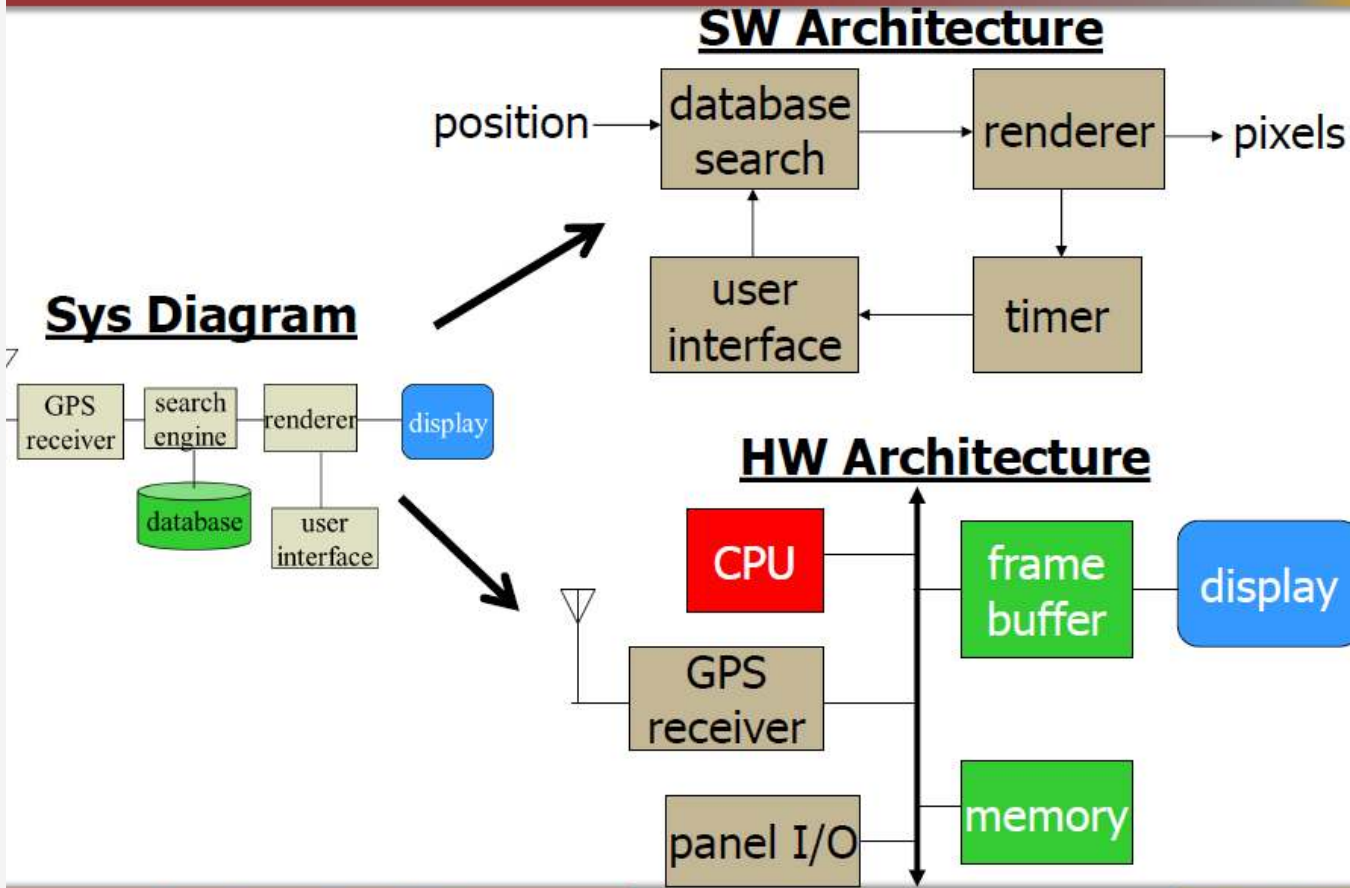 SW Architecture
position
database
search
renderer
pixels
user
interface
timer
Sys Diagram
GPS
receiver
search
engine
renderer
display
database
user
interface
HW Architecture
CPU
frame
buffer
display
GPS
receiver
memory
panel I/O